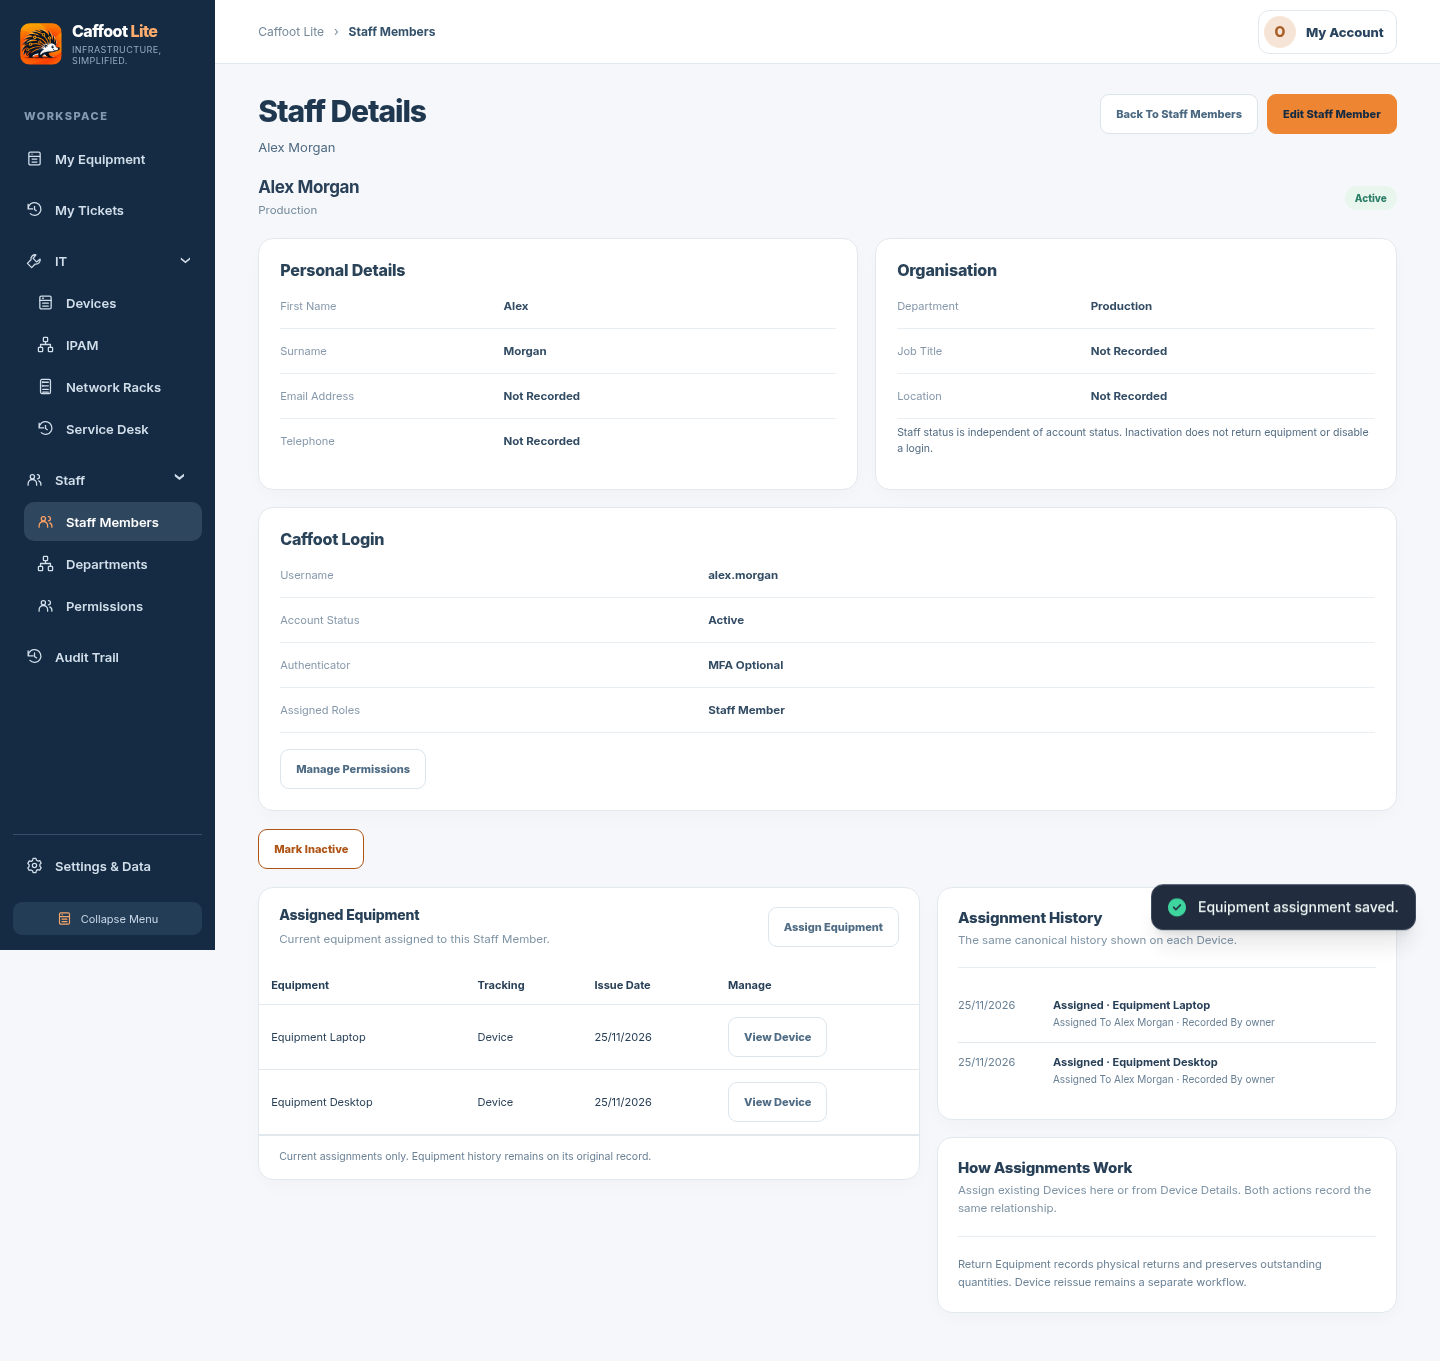 Caffoot Lite
INFRASTRUCTURE,
SIMPLIFIED.
WORKSPACE
My Equipment
My Tickets
IT
Devices
IPAM
Network Racks
Service Desk
Staff
Staff Members
Departments
Permissions
Audit Trail
Settings & Data
Collapse Menu
Caffoot Lite › Staff Members
O My Account
Staff Details
Alex Morgan
Back To Staff Members
Edit Staff Member
Alex Morgan
Production
Active
Personal Details
First Name Alex
Surname Morgan
Email Address Not Recorded
Telephone Not Recorded
Organisation
Department Production
Job Title Not Recorded
Location Not Recorded
Staff status is independent of account status. Inactivation does not return equipment or disable
a login.
Caffoot Login
Username alex.morgan
Account Status Active
Authenticator MFA Optional
Assigned Roles Staff Member
Manage Permissions
Mark Inactive
Assigned Equipment
Current equipment assigned to this Staff Member.
Assign Equipment
Equipment Tracking Issue Date Manage
Equipment Laptop Device 25/11/2026 View Device
Equipment Desktop Device 25/11/2026 View Device
Current assignments only. Equipment history remains on its original record.
Equipment assignment saved.
Assignment History
The same canonical history shown on each Device.
25/11/2026 Assigned · Equipment Laptop
Assigned To Alex Morgan · Recorded By owner
25/11/2026 Assigned · Equipment Desktop
Assigned To Alex Morgan · Recorded By owner
How Assignments Work
Assign existing Devices here or from Device Details. Both actions record the
same relationship.
Return Equipment records physical returns and preserves outstanding
quantities. Device reissue remains a separate workflow.